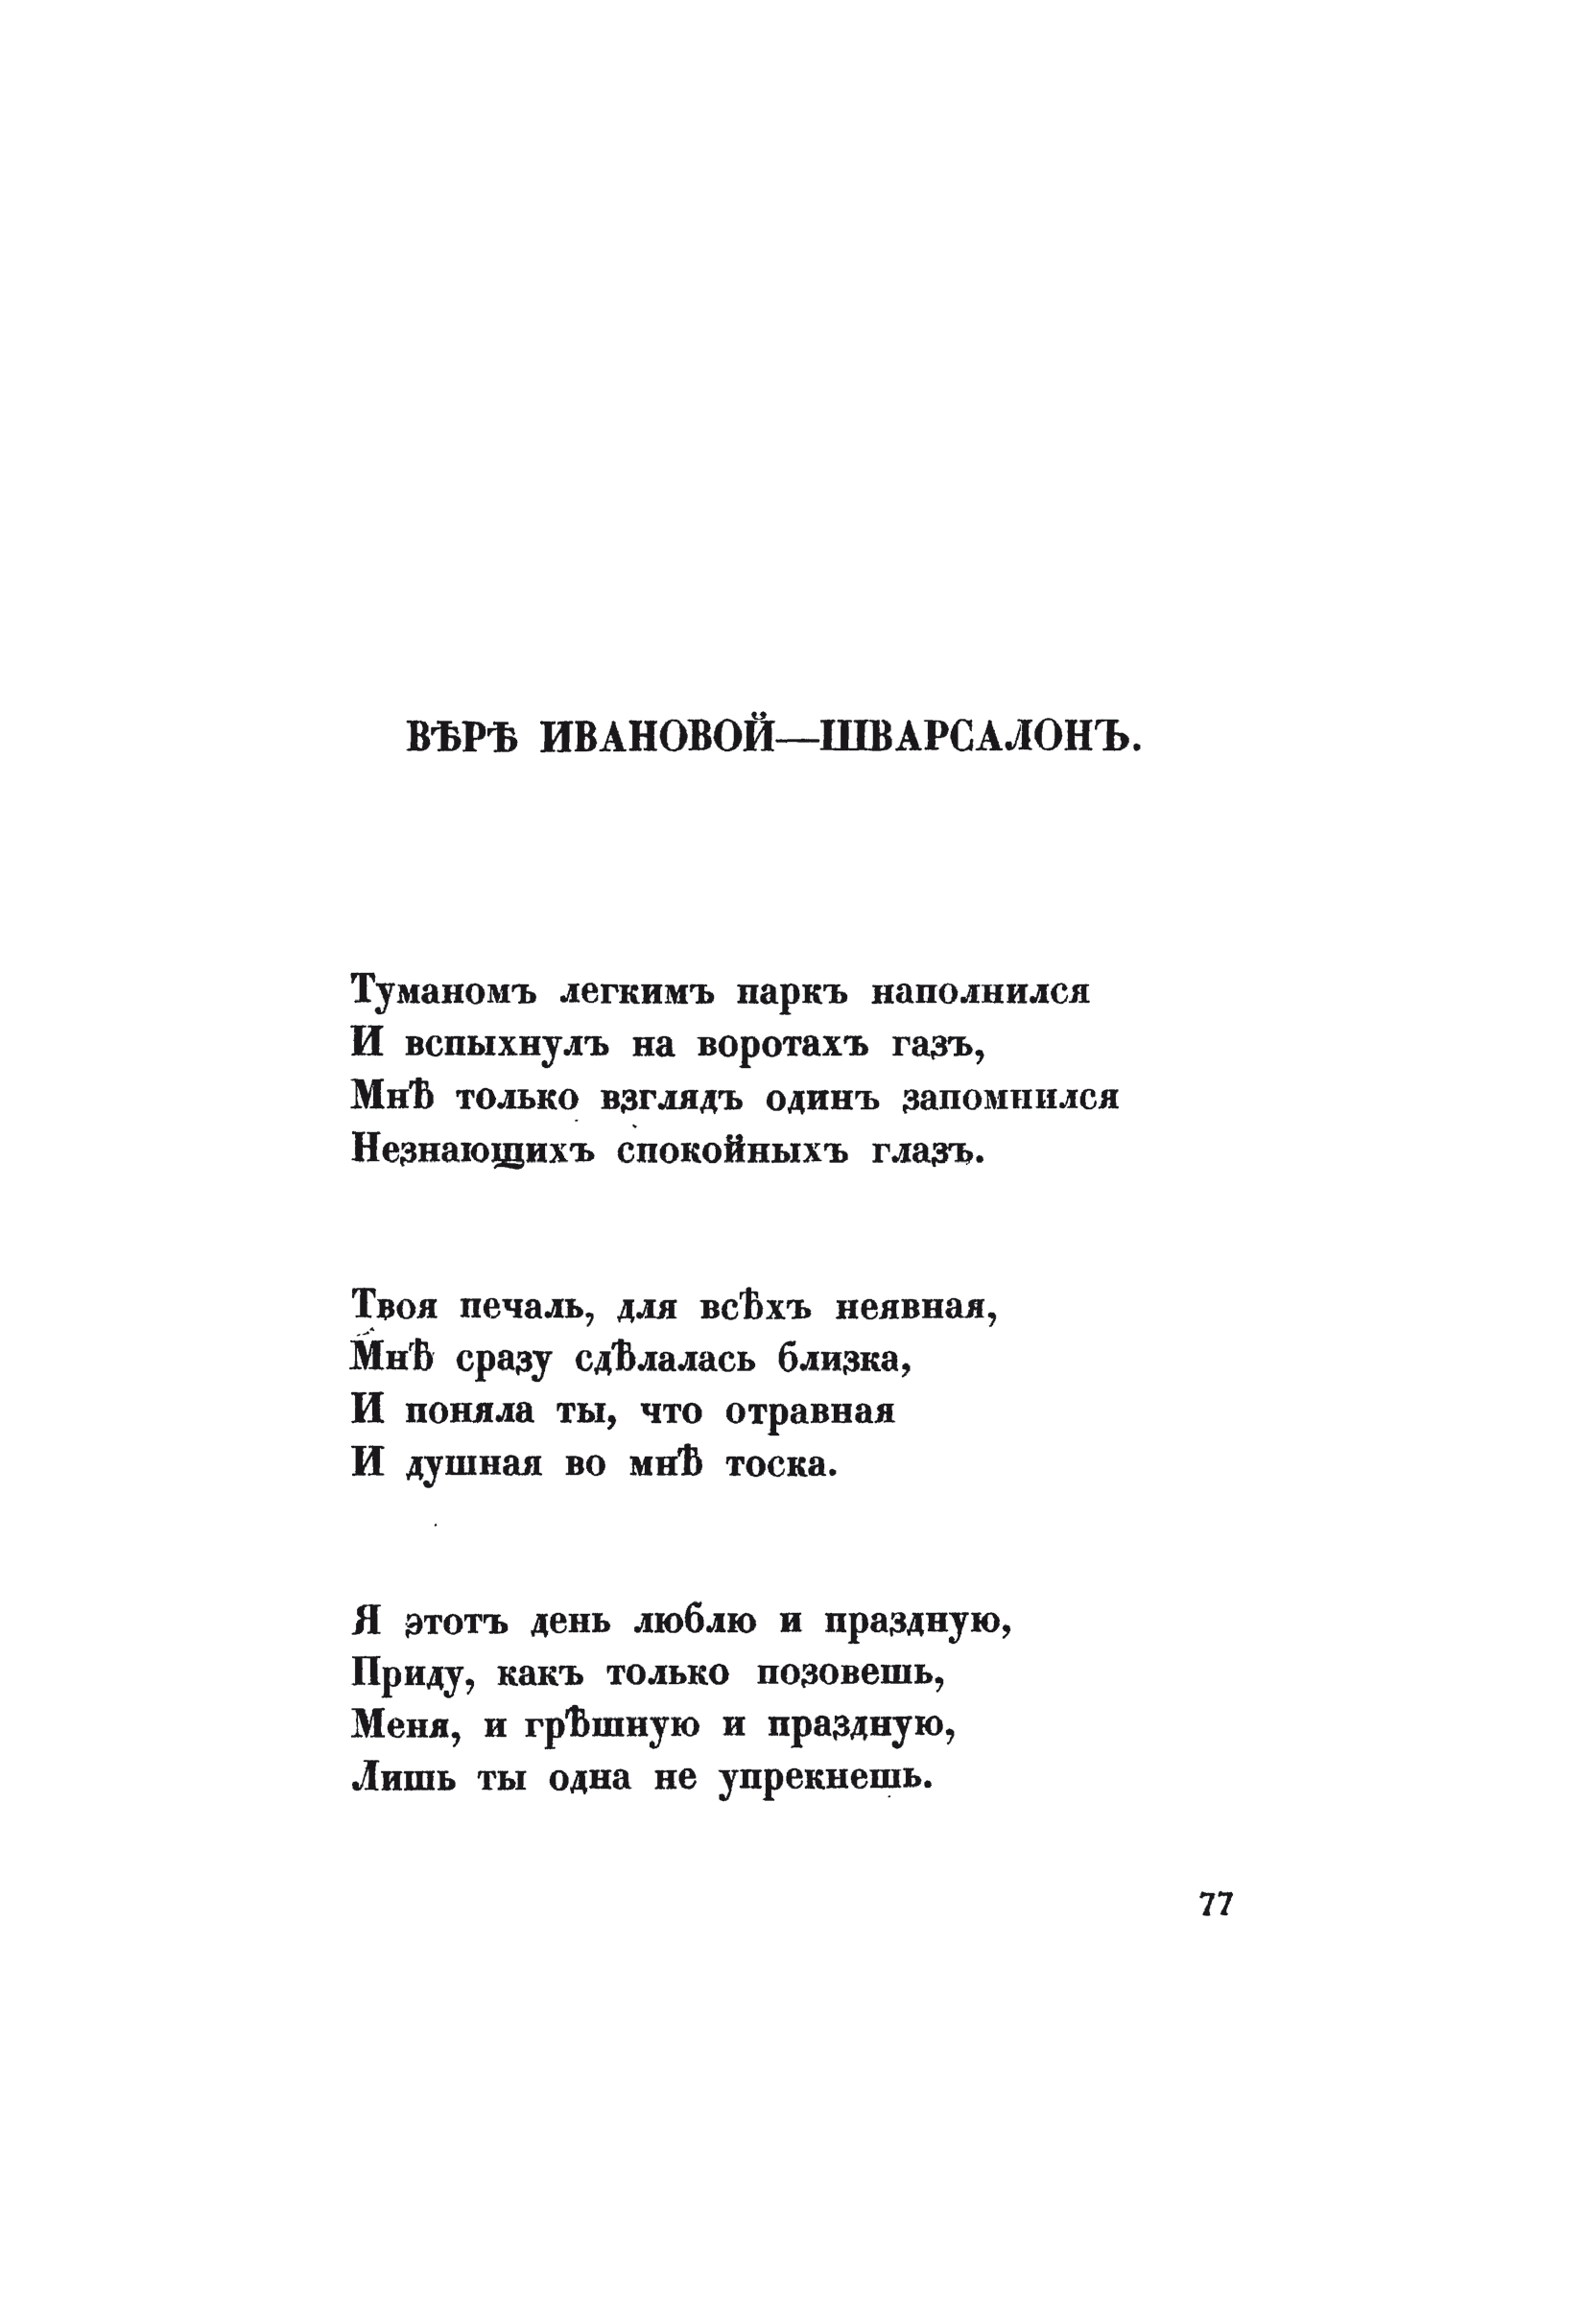 ВѢРѢ ИВАНОВОЙ—ШВАРСАЛОНЪ.
Туманомъ легкимъ паркъ наполнился
И вспыхнулъ на воротахъ газъ,
Мнѣ только взглядъ одинъ запомнился
Незнающихъ спокойныхъ глазъ.
Твоя печаль, для всѣхъ неявная,
Мнѣ сразу сдѣлалась близка,
И поняла ты, что отравная
И душная во мнѣ тоска.
Я этотъ день люблю и праздную,
Приду, какъ только позовешь,
Меня, и грѣшную и праздную,
Лишь ты одна не упрекнешь.
77